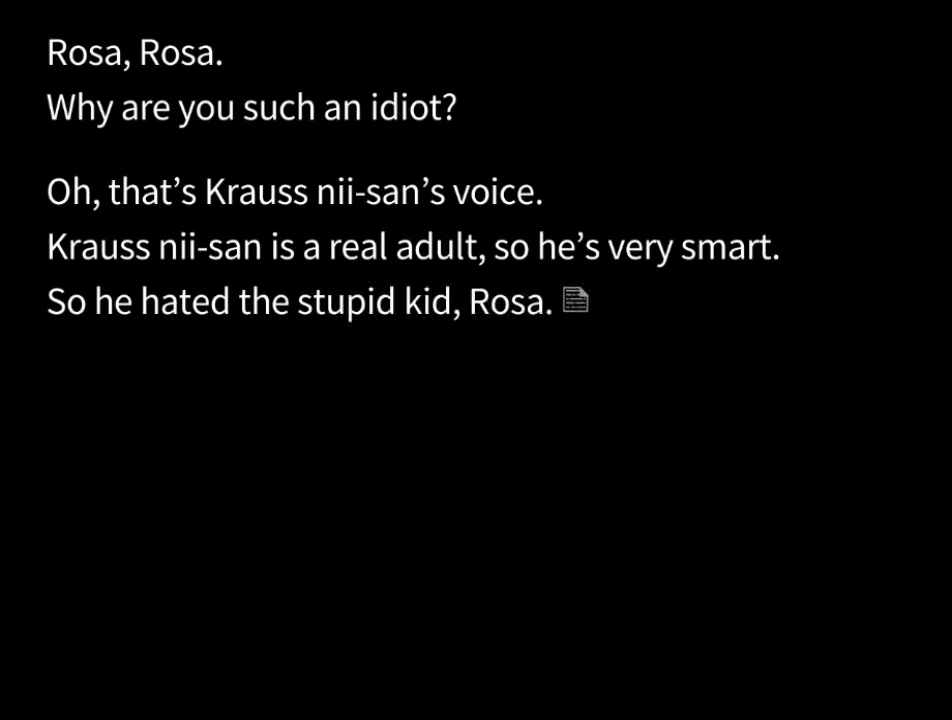 Rosa, Rosa.
Why are you such an idiot?
Oh, that’s Krauss nii-san’s voice.
Krauss nii-san is a real adult, so he’s very smart.
So he hated the stupid kid, Rosa.